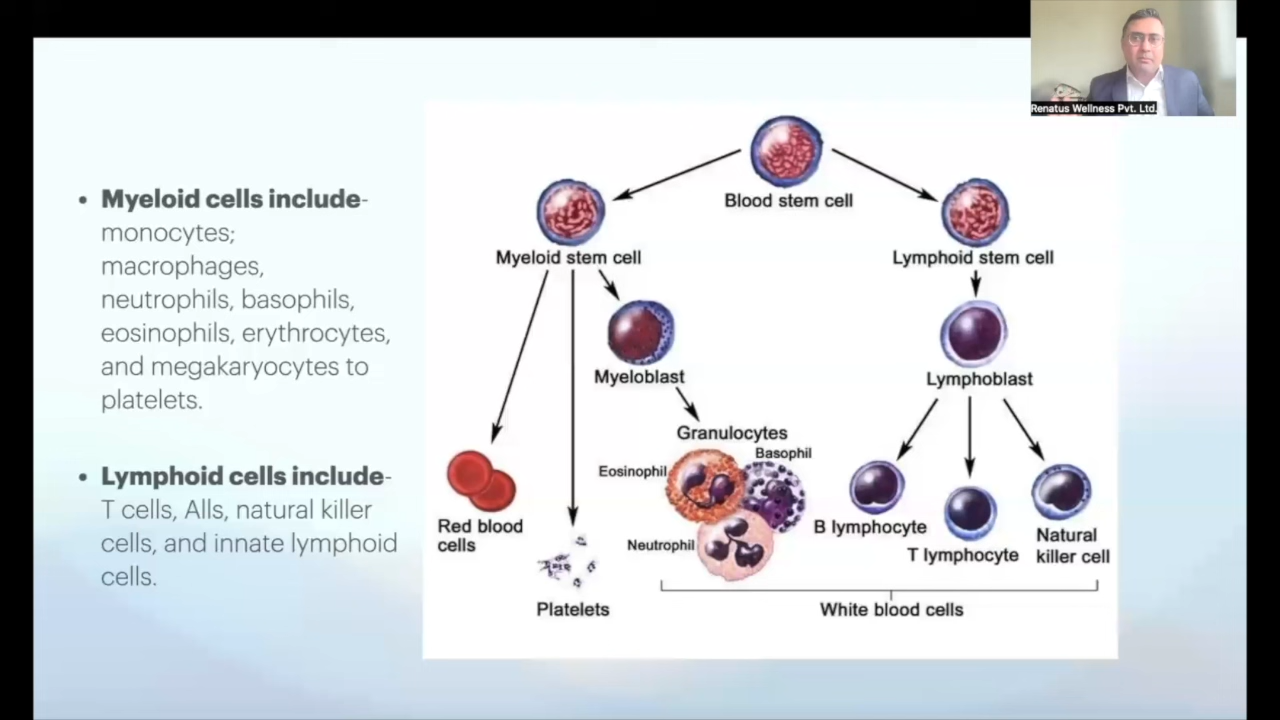 Renatus Wellness Pvt. Ltd.
• Myeloid cells include-
monocytes;
macrophages,
neutrophils, basophils,
eosinophils, erythrocytes,
and megakaryocytes to
platelets.
• Lymphoid cells include-
T cells, Alls, natural killer
cells, and innate lymphoid
cells.
Blood stem cell
Myeloid stem cell
Lymphoid stem cell
Myeloblast
Lymphoblast
Granulocytes
Eosinophil
Basophil
Neutrophil
Red blood
cells
Platelets
B lymphocyte
T lymphocyte
Natural
killer cell
White blood cells